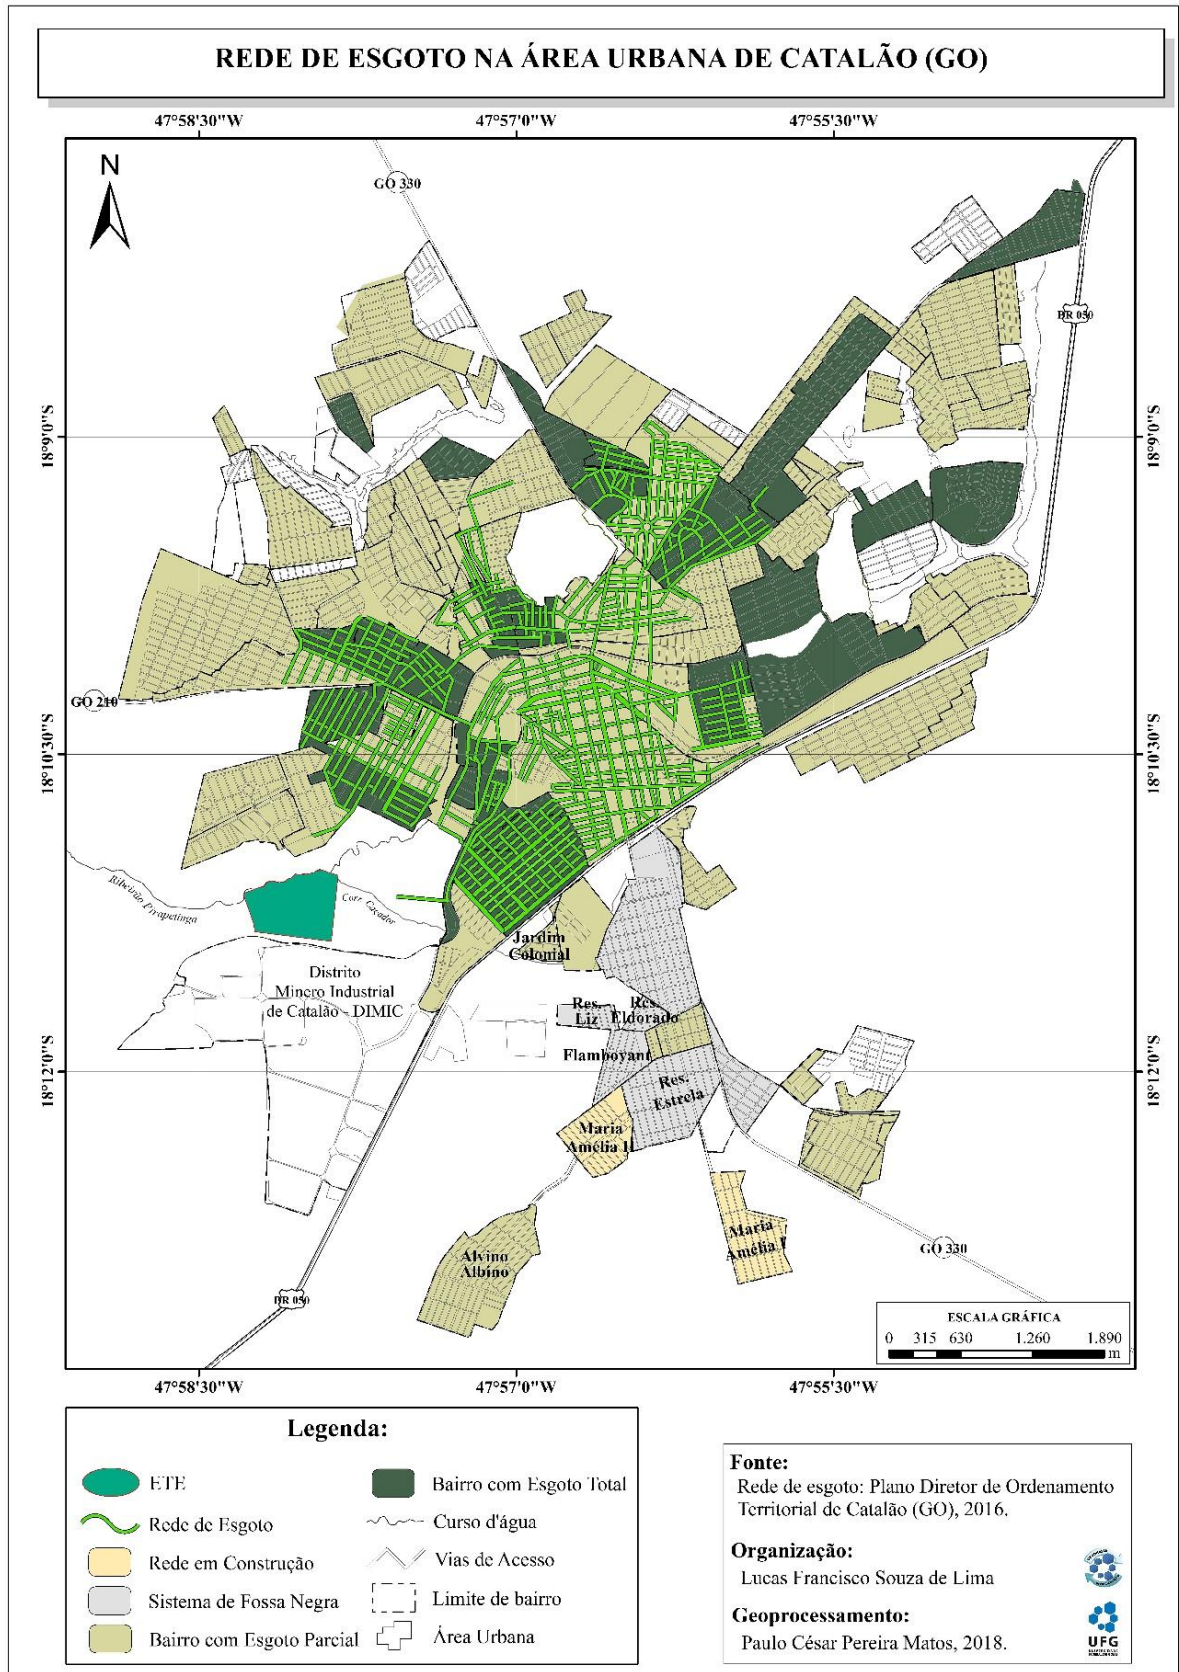 REDE DE ESGOTO NA ÁREA URBANA DE CATALÃO (GO)
47°58'30"W
47°57'0"W
47°55'30"W
N
GO 330
BR 050
18°9'0"S
18°9'0"S
GO 210
18°10'30"S
18°10'30"S
Ribeirão Pirapetinga
Corr. Caçador
Jardim
Colonial
Distrito
Minero Industrial
de Catalão - DIMIC
Res.
Liz
Res.
Eldorado
Flamboyant
18°12'0"S
18°12'0"S
Res.
Estrela
Maria
Amélia II
Maria
Amélia I
GO 330
Alvino
Albino
BR 050
ESCALA GRÁFICA
0 315 630 1.260 1.890
m
47°58'30"W
47°57'0"W
47°55'30"W
Legenda:
ETE
Rede de Esgoto
Rede em Construção
Sistema de Fossa Negra
Bairro com Esgoto Parcial
Bairro com Esgoto Total
Curso d'água
Vias de Acesso
Limite de bairro
Área Urbana
Fonte:
Rede de esgoto: Plano Diretor de Ordenamento
Territorial de Catalão (GO), 2016.
Organização:
Lucas Francisco Souza de Lima
Geoprocessamento:
Paulo César Pereira Matos, 2018.
UFG